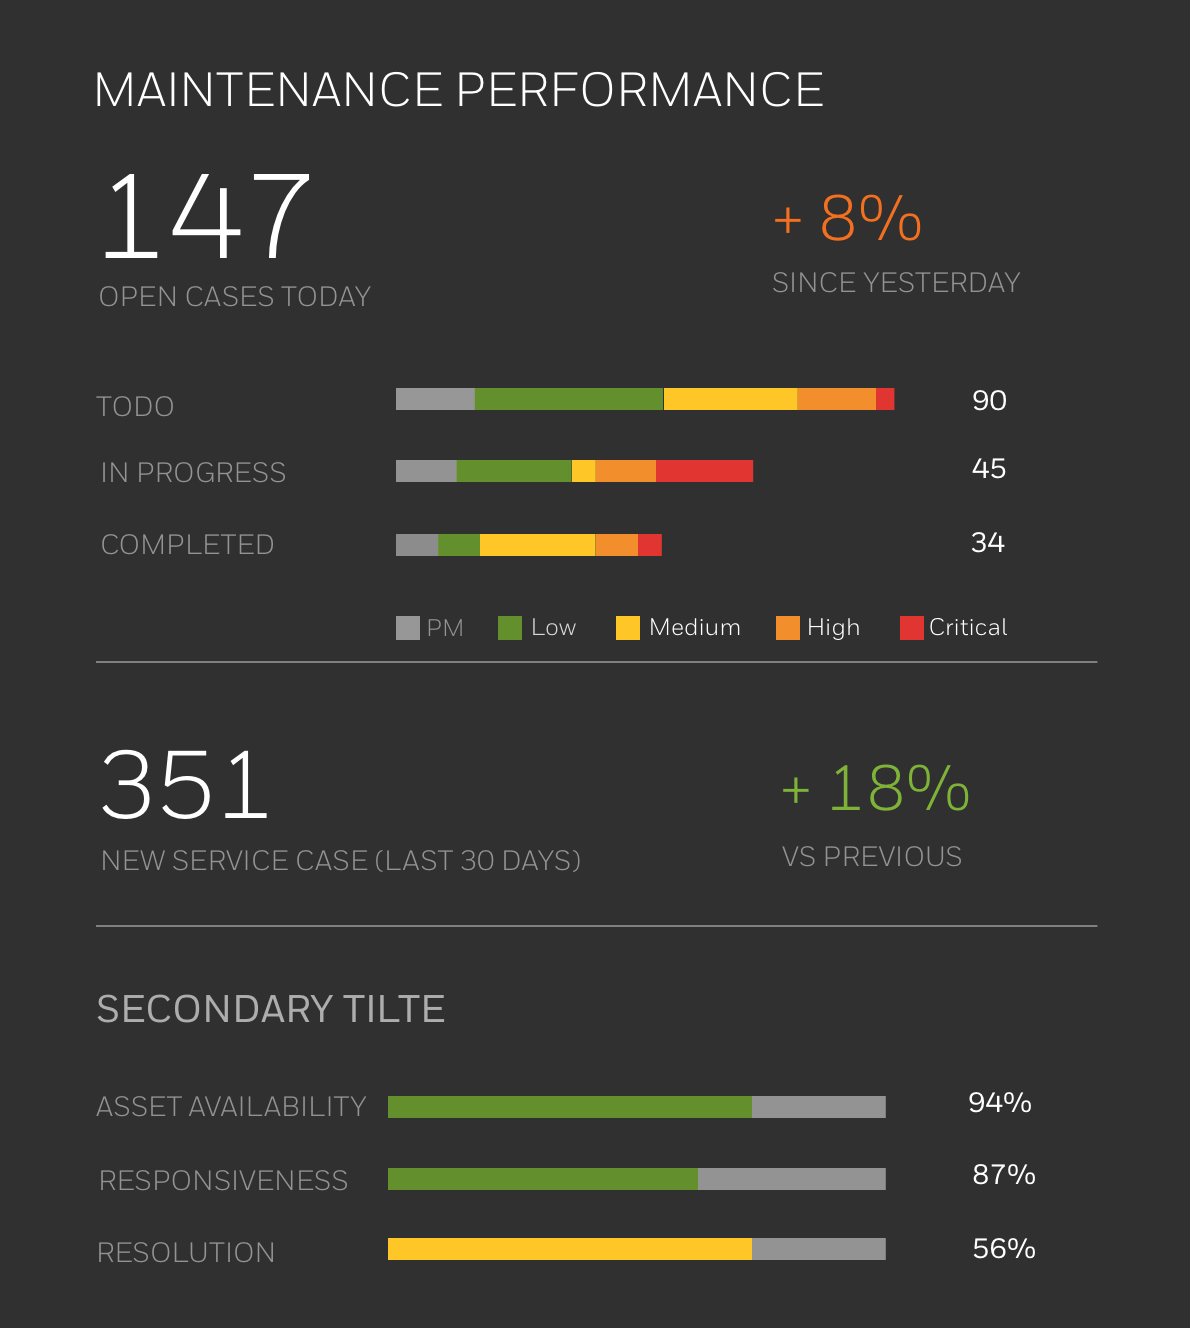 MAINTENANCE PERFORMANCE
147
+ 8%
OPEN CASES TODAY
SINCE YESTERDAY
TODO 90
IN PROGRESS 45
COMPLETED 34
PM Low Medium High Critical
351
+ 18%
NEW SERVICE CASE (LAST 30 DAYS)
VS PREVIOUS
SECONDARY TILTE
ASSET AVAILABILITY 94%
RESPONSIVENESS 87%
RESOLUTION 56%